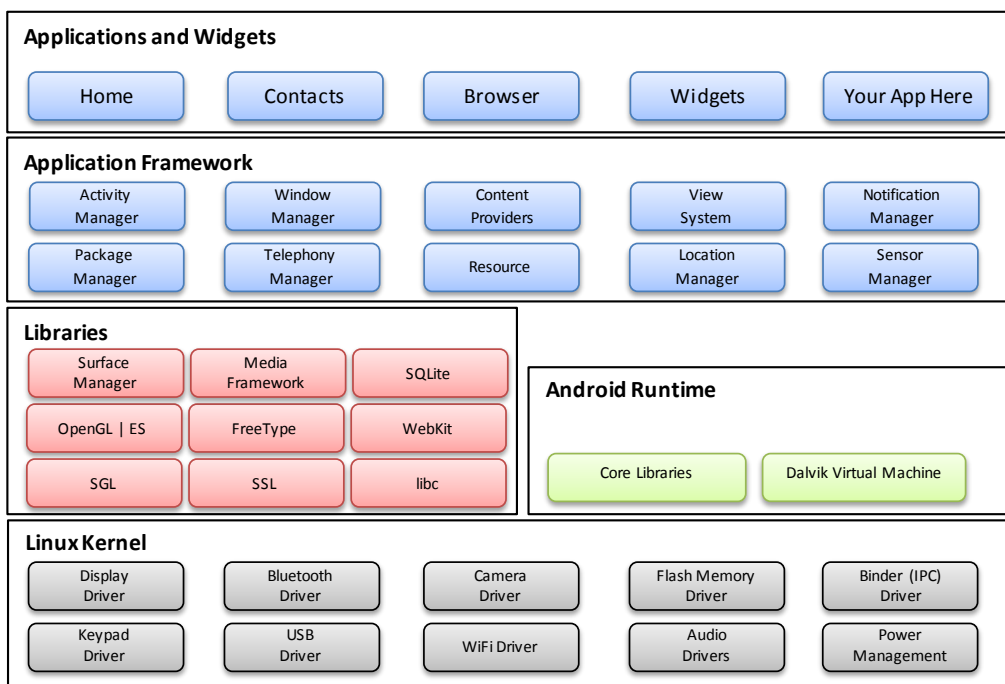 Applications and Widgets
Home
Contacts
Browser
Widgets
Your App Here
Application Framework
Activity
Manager
Window
Manager
Content
Providers
View
System
Notification
Manager
Package
Manager
Telephony
Manager
Resource
Location
Manager
Sensor
Manager
Libraries
Surface
Manager
Media
Framework
SQLite
OpenGL | ES
FreeType
WebKit
SGL
SSL
libc
Android Runtime
Core Libraries
Dalvik Virtual Machine
Linux Kernel
Display
Driver
Bluetooth
Driver
Camera
Driver
Flash Memory
Driver
Binder (IPC)
Driver
Keypad
Driver
USB
Driver
WiFi Driver
Audio
Drivers
Power
Management